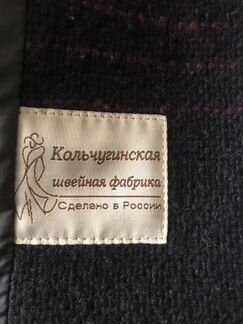 Кольчугинская
швейная фабрика
Сделано в России